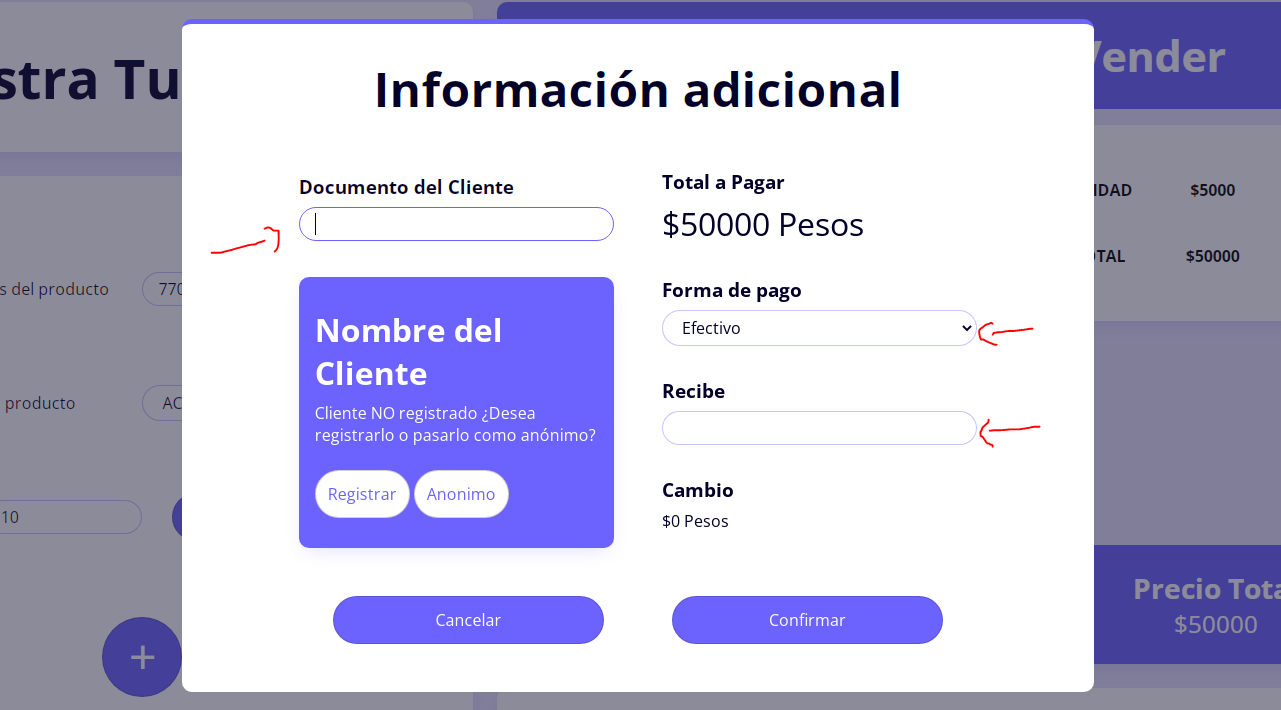 stra Tu
Vender
Información adicional
Documento del Cliente
Nombre del
Cliente
Cliente NO registrado ¿Desea
registrarlo o pasarlo como anónimo?
Registrar
Anonimo
Total a Pagar
$50000 Pesos
Forma de pago
Efectivo
Recibe
Cambio
$0 Pesos
Cancelar
Confirmar
s del producto
770
producto
AC
10
+
IDAD
$5000
OTAL
$50000
Precio Tota
$50000